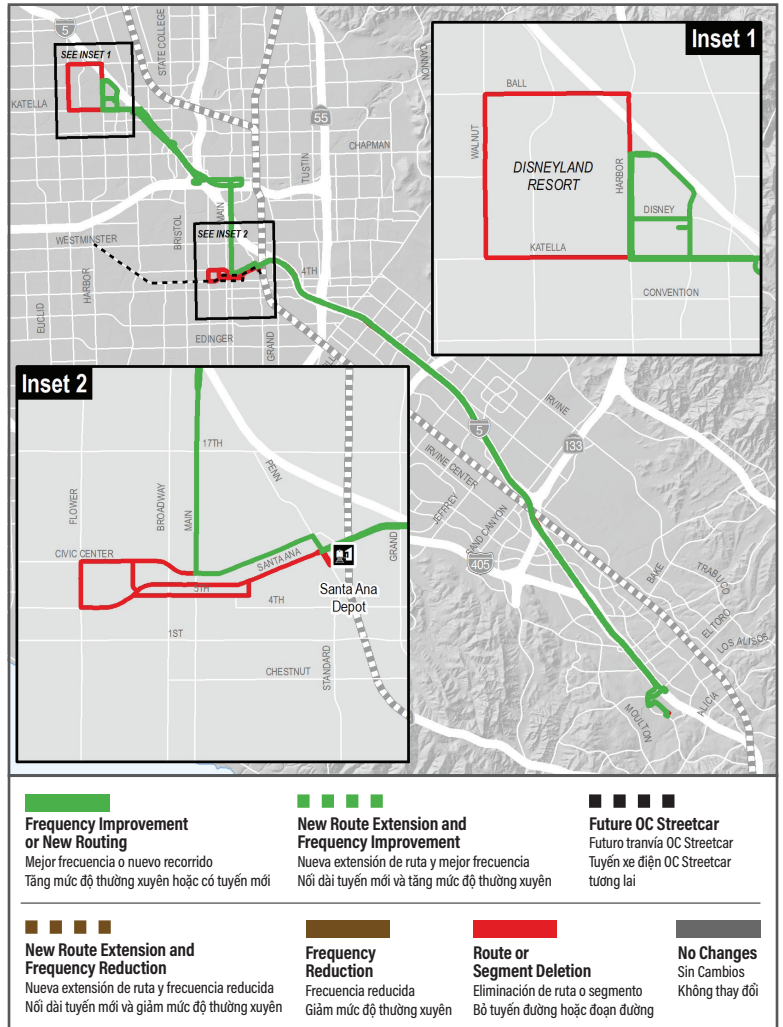 5
STATE COLLEGE
CANNON
SEE INSET 1
KATELLA
55
CHAPMAN
TUSTIN
MAIN
BRISTOL
WESTMINSTER
SEE INSET 2
HARBOR
4TH
EUCLID
EDINGER
GRAND
Inset 1
BALL
WALNUT
DISNEYLAND
RESORT
HARBOR
DISNEY
KATELLA
CONVENTION
IRVINE
5
133
IRVINE CENTER
JEFFREY
SAND CANYON
405
BAKE
TRABUCO
EL TORO
LOS ALISOS
ALICIA
MOULTON
Inset 2
17TH
PENN
FLOWER
BROADWAY
MAIN
CIVIC CENTER
SANTA ANA
GRAND
5TH
4TH
Santa Ana
Depot
1ST
CHESTNUT
STANDARD
Frequency Improvement
or New Routing
Mejor frecuencia o nuevo recorrido
Tăng mức độ thường xuyên hoặc có tuyến mới
New Route Extension and
Frequency Improvement
Nueva extensión de ruta y mejor frecuencia
Nối dài tuyến mới và tăng mức độ thường xuyên
Future OC Streetcar
Futuro tranvía OC Streetcar
Tuyến xe điện OC Streetcar
tương lai
New Route Extension and
Frequency Reduction
Nueva extensión de ruta y frecuencia reducida
Nối dài tuyến mới và giảm mức độ thường xuyên
Frequency
Reduction
Frecuencia reducida
Giảm mức độ thường xuyên
Route or
Segment Deletion
Eliminación de ruta o segmento
Bỏ tuyến đường hoặc đoạn đường
No Changes
Sin Cambios
Không thay đổi